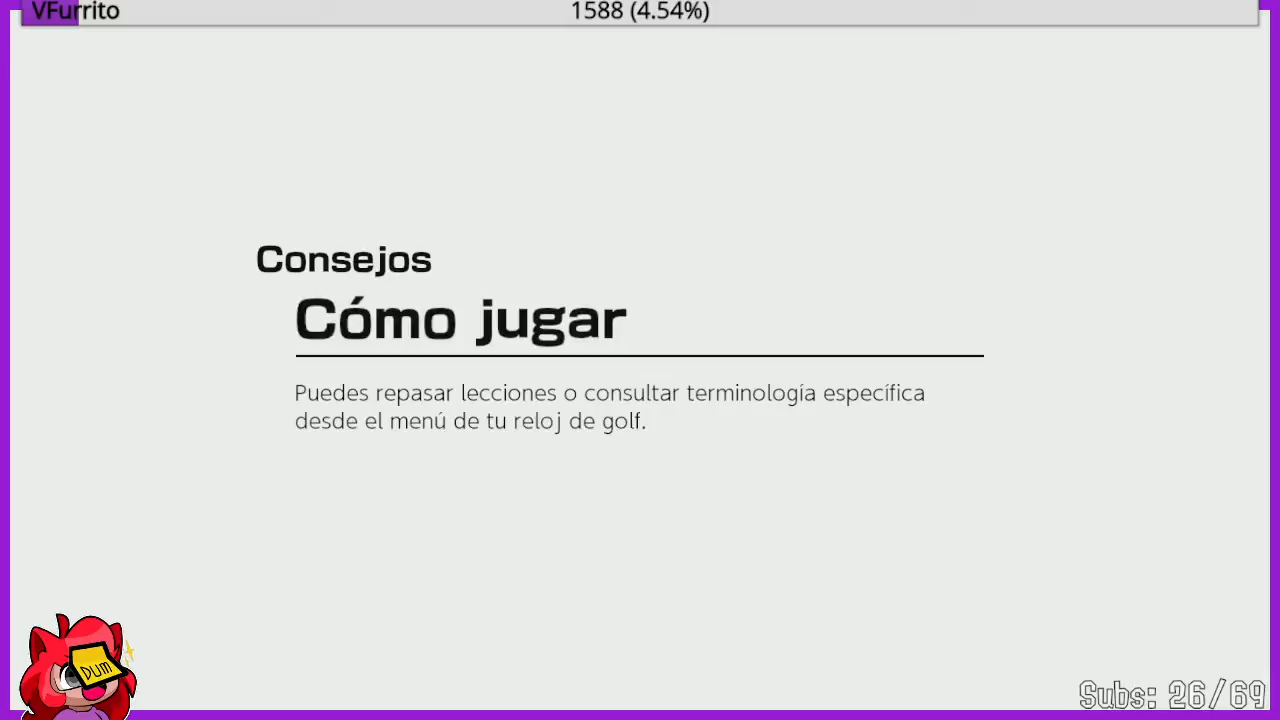 VFurrito
1588 (4.54%)
Consejos
Cómo jugar
Puedes repasar lecciones o consultar terminología específica
desde el menú de tu reloj de golf.
DUM
Subs: 26/69